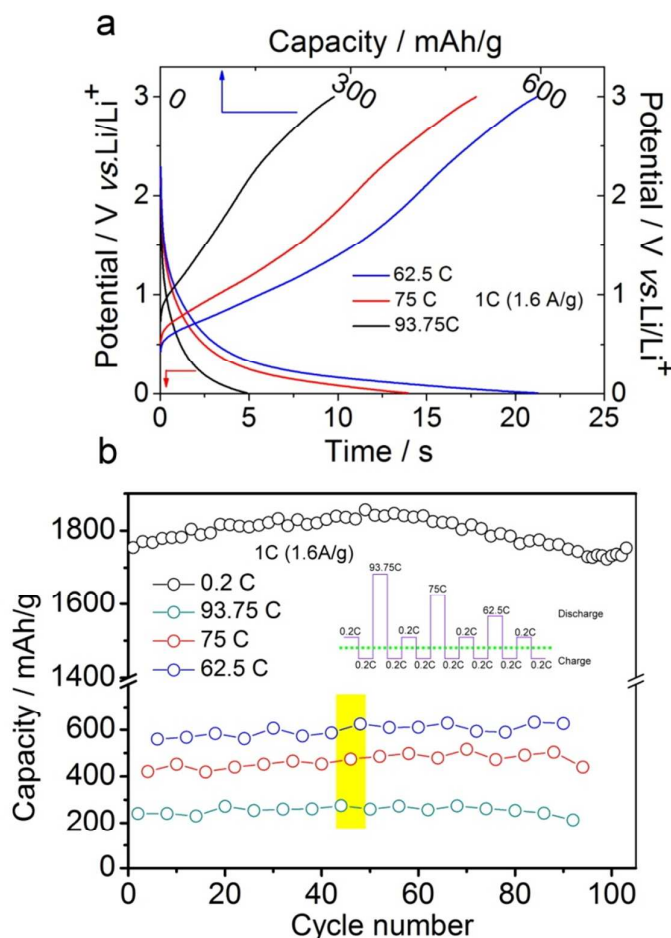 a
Capacity / mAh/g
0 300 600
3
2
1
0
Potential / V vs.Li/Li+
3
2
1
0
Potential / V vs.Li/Li+
62.5 C
75 C
93.75C
1C (1.6 A/g)
0 5 10 15 20 25
Time / s
b
1800
1600
1400
600
400
200
0
Capacity / mAh/g
1C (1.6A/g)
0.2 C
93.75 C
75 C
62.5 C
93.75C
75C
62.5C
0.2C 0.2C 0.2C 0.2C
Discharge
0.2C 0.2C 0.2C 0.2C 0.2C 0.2C 0.2C
Charge
0 20 40 60 80 100
Cycle number